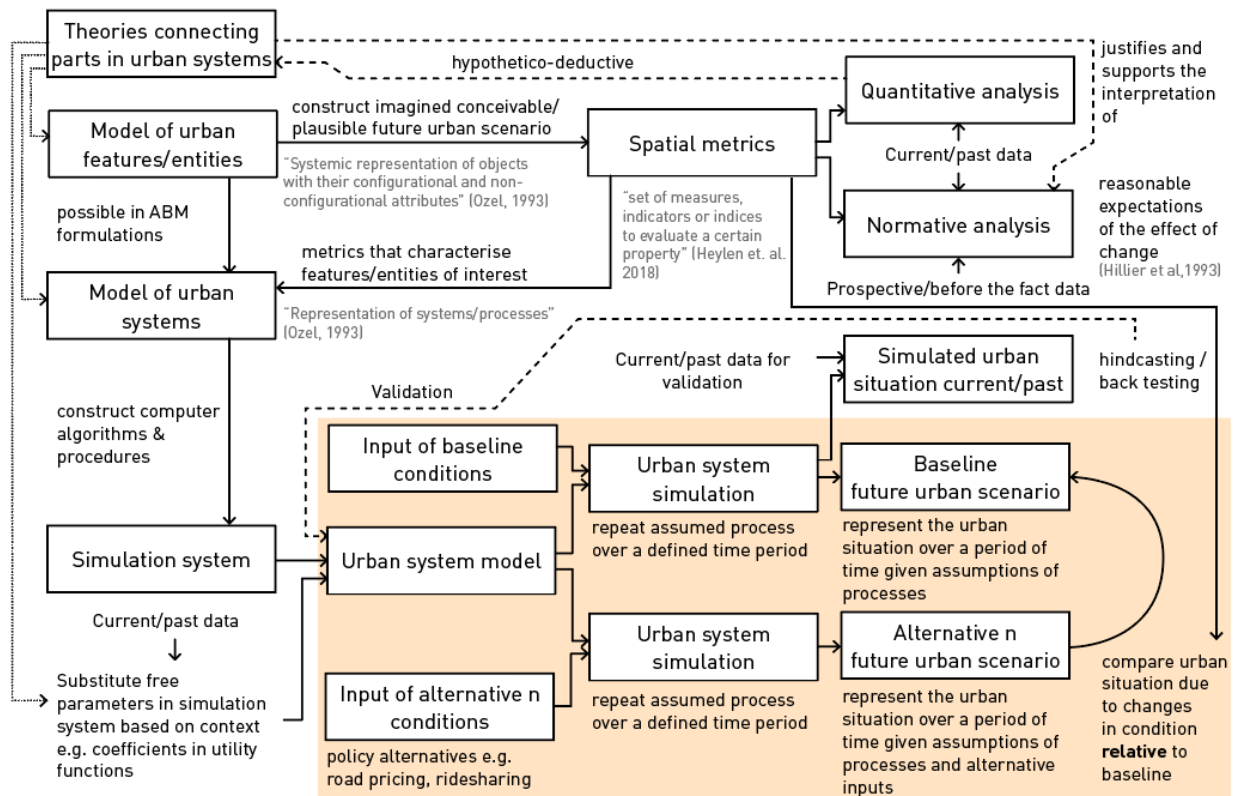 Theories connecting
parts in urban systems
hypothetico-deductive
justifies and
supports the
interpretation
of
Quantitative analysis
construct imagined conceivable/
plausible future urban scenario
Model of urban
features/entities
Spatial metrics
Current/past data
"Systemic representation of objects
with their configurational and non-
configurational attributes" (Ozel, 1993)
"set of measures,
indicators or indices
to evaluate a certain
property" (Heylen et. al.
2018)
Normative analysis
reasonable
expectations
of the effect of
change
(Hillier et al,1993)
possible in ABM
formulations
metrics that characterise
features/entities of interest
Prospective/before the fact data
Model of urban
systems
"Representation of systems/processes"
(Ozel, 1993)
Current/past data for
validation
Simulated urban
situation current/past
hindcasting /
back testing
Validation
construct computer
algorithms &
procedures
Input of baseline
conditions
Urban system
simulation
Baseline
future urban scenario
repeat assumed process
over a defined time period
represent the urban
situation over a period of
time given assumptions of
processes
Simulation system
Urban system model
Current/past data
Urban system
simulation
Alternative n
future urban scenario
Substitute free
parameters in simulation
system based on context
e.g. coefficients in utility
functions
Input of alternative n
conditions
repeat assumed process
over a defined time period
represent the urban
situation over a period of
time given assumptions of
processes and alternative
inputs
compare urban
situation due
to changes
in condition
relative to
baseline
policy alternatives e.g.
road pricing, ridesharing